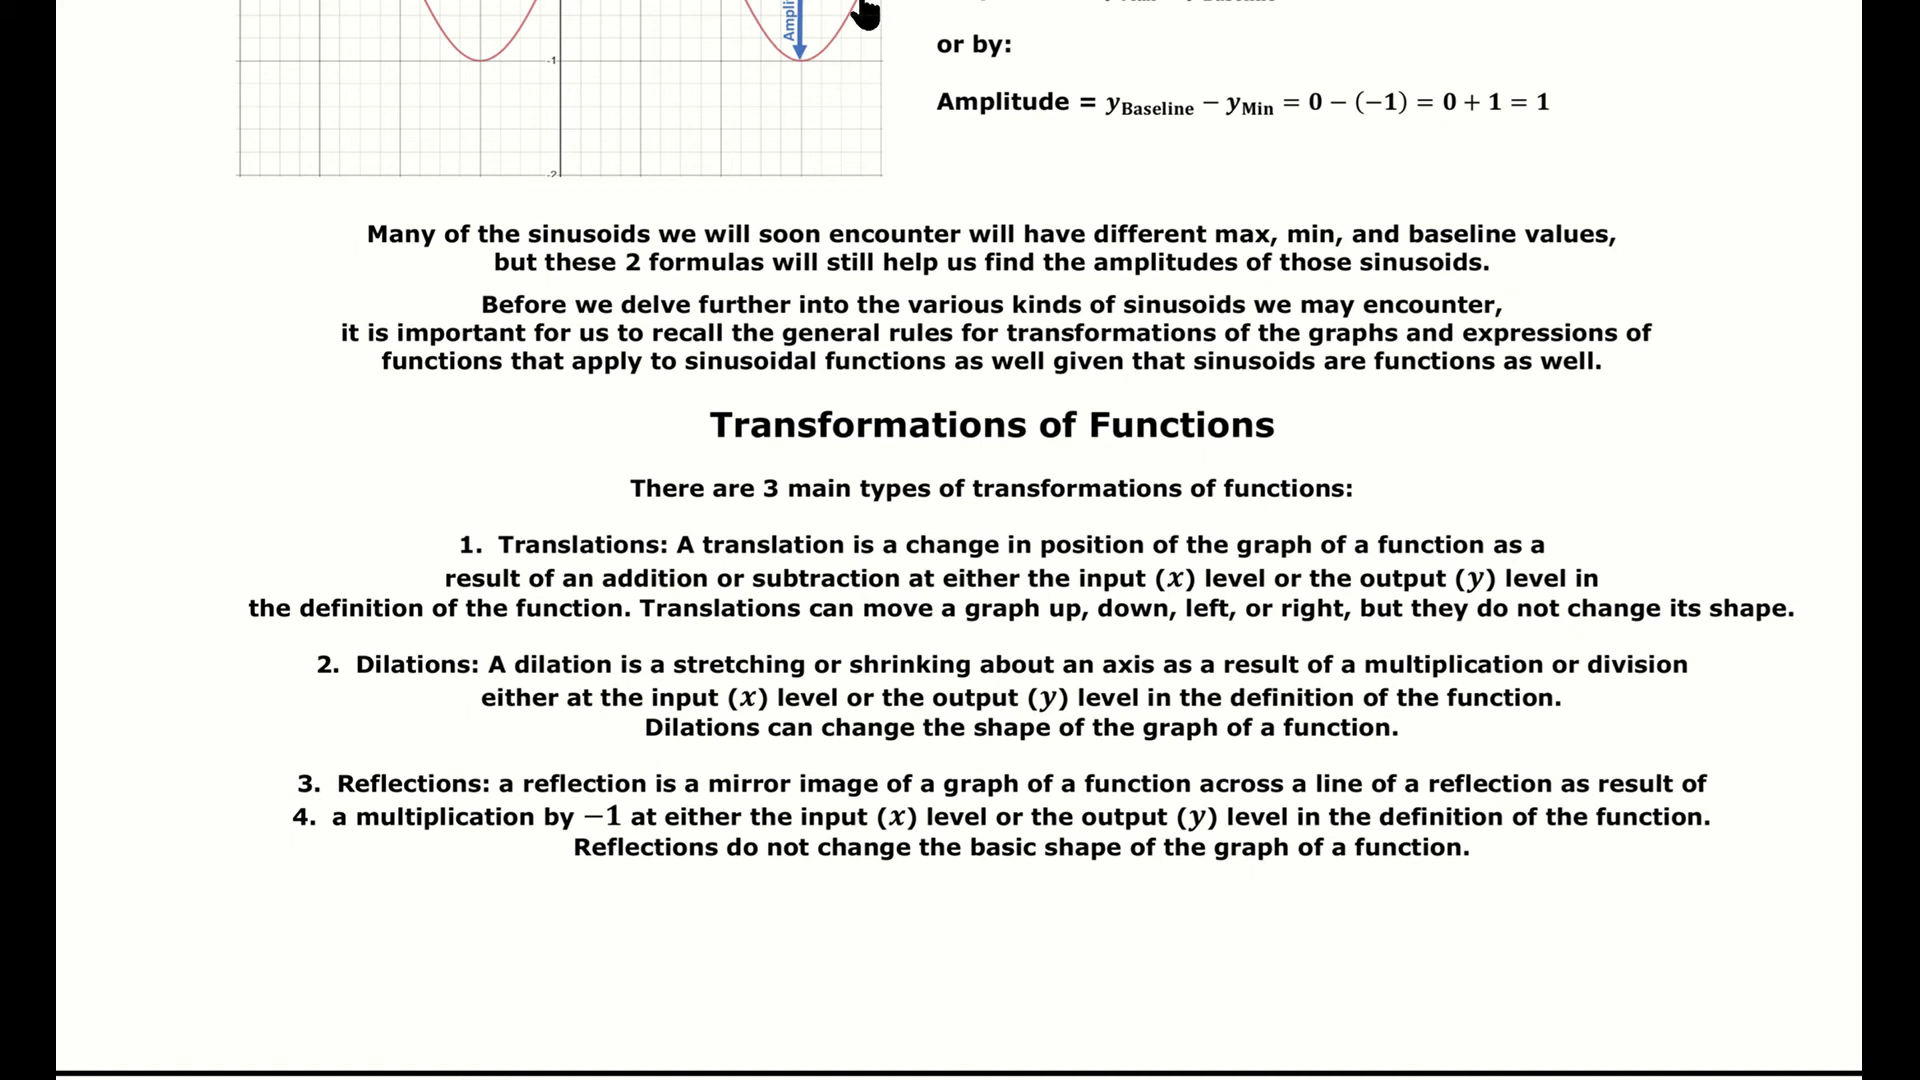 Ampli
-1
-2
or by:
Amplitude = y_Baseline − y_Min = 0 − (−1) = 0 + 1 = 1
Many of the sinusoids we will soon encounter will have different max, min, and baseline values,
but these 2 formulas will still help us find the amplitudes of those sinusoids.
Before we delve further into the various kinds of sinusoids we may encounter,
it is important for us to recall the general rules for transformations of the graphs and expressions of
functions that apply to sinusoidal functions as well given that sinusoids are functions as well.
Transformations of Functions
There are 3 main types of transformations of functions:
1. Translations: A translation is a change in position of the graph of a function as a
result of an addition or subtraction at either the input (x) level or the output (y) level in
the definition of the function. Translations can move a graph up, down, left, or right, but they do not change its shape.
2. Dilations: A dilation is a stretching or shrinking about an axis as a result of a multiplication or division
either at the input (x) level or the output (y) level in the definition of the function.
Dilations can change the shape of the graph of a function.
3. Reflections: a reflection is a mirror image of a graph of a function across a line of a reflection as result of
4. a multiplication by −1 at either the input (x) level or the output (y) level in the definition of the function.
Reflections do not change the basic shape of the graph of a function.